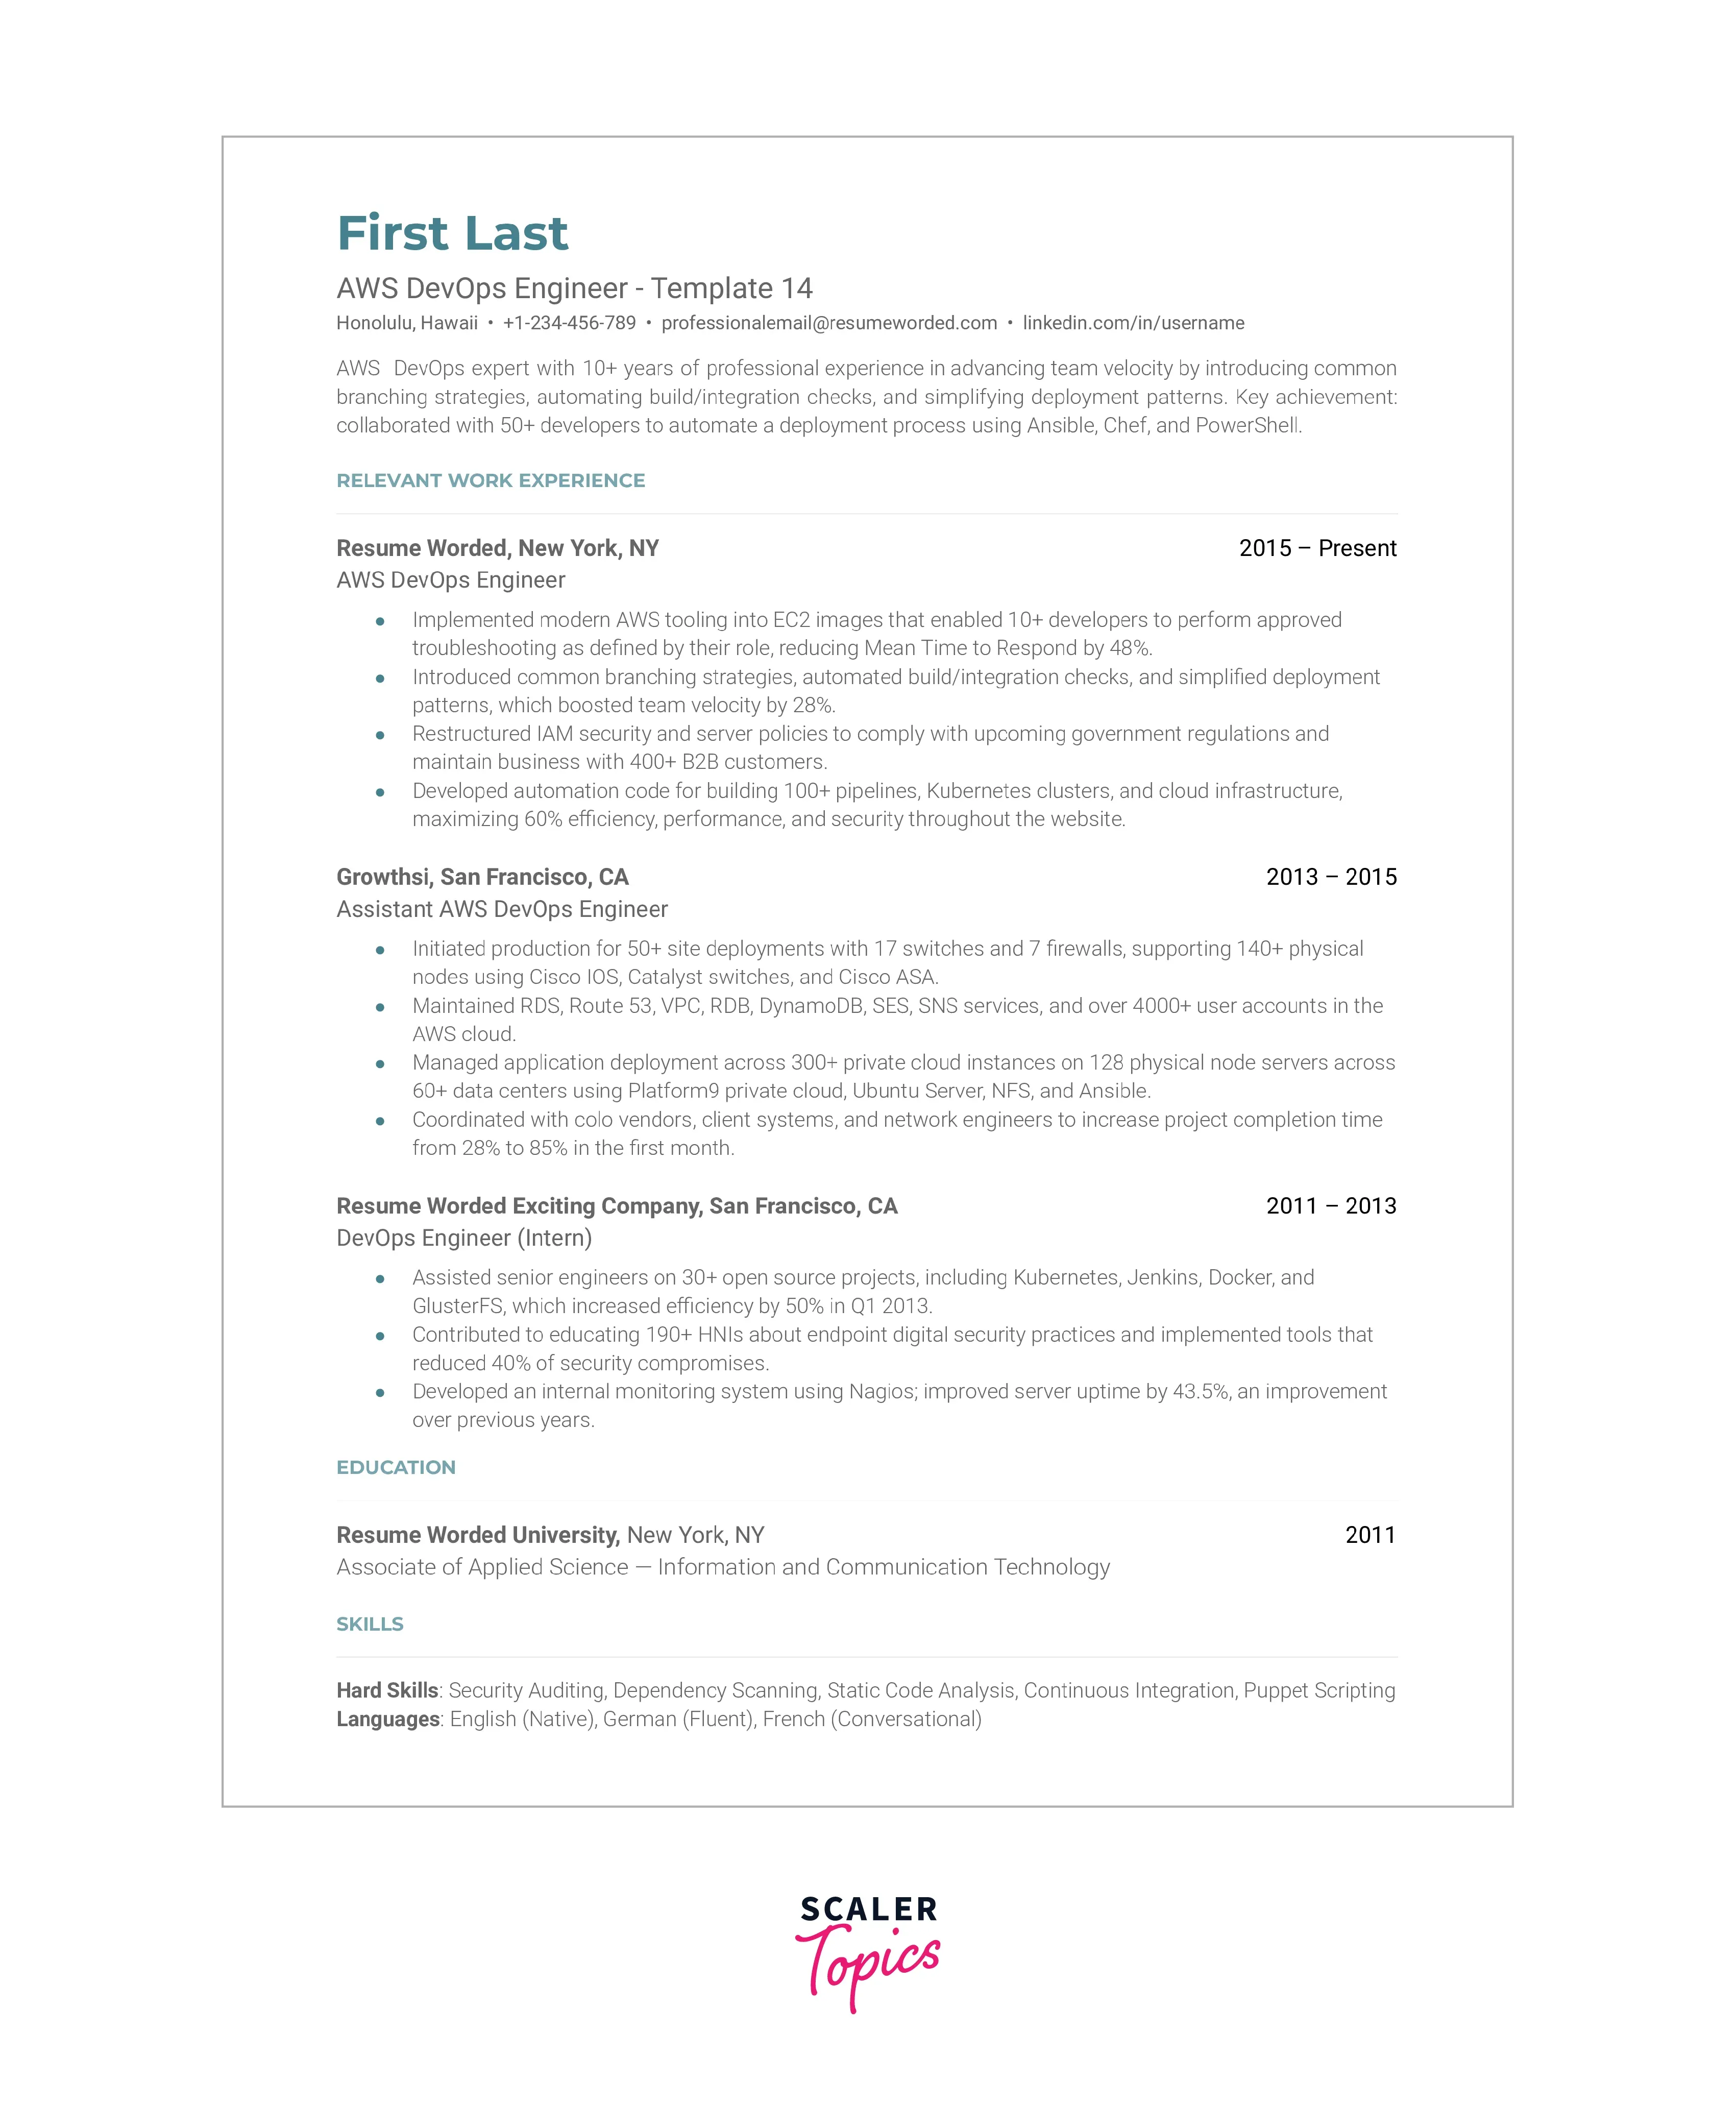 First Last
AWS DevOps Engineer - Template 14
Honolulu, Hawaii • +1-234-456-789 • professionalemail@resumeworded.com • linkedin.com/in/username
AWS DevOps expert with 10+ years of professional experience in advancing team velocity by introducing common
branching strategies, automating build/integration checks, and simplifying deployment patterns. Key achievement:
collaborated with 50+ developers to automate a deployment process using Ansible, Chef, and PowerShell.
RELEVANT WORK EXPERIENCE
Resume Worded, New York, NY 2015 – Present
AWS DevOps Engineer
● Implemented modern AWS tooling into EC2 images that enabled 10+ developers to perform approved
troubleshooting as defined by their role, reducing Mean Time to Respond by 48%.
● Introduced common branching strategies, automated build/integration checks, and simplified deployment
patterns, which boosted team velocity by 28%.
● Restructured IAM security and server policies to comply with upcoming government regulations and
maintain business with 400+ B2B customers.
● Developed automation code for building 100+ pipelines, Kubernetes clusters, and cloud infrastructure,
maximizing 60% efficiency, performance, and security throughout the website.
Growthsi, San Francisco, CA 2013 – 2015
Assistant AWS DevOps Engineer
● Initiated production for 50+ site deployments with 17 switches and 7 firewalls, supporting 140+ physical
nodes using Cisco IOS, Catalyst switches, and Cisco ASA.
● Maintained RDS, Route 53, VPC, RDB, DynamoDB, SES, SNS services, and over 4000+ user accounts in the
AWS cloud.
● Managed application deployment across 300+ private cloud instances on 128 physical node servers across
60+ data centers using Platform9 private cloud, Ubuntu Server, NFS, and Ansible.
● Coordinated with colo vendors, client systems, and network engineers to increase project completion time
from 28% to 85% in the first month.
Resume Worded Exciting Company, San Francisco, CA 2011 – 2013
DevOps Engineer (Intern)
● Assisted senior engineers on 30+ open source projects, including Kubernetes, Jenkins, Docker, and
GlusterFS, which increased efficiency by 50% in Q1 2013.
● Contributed to educating 190+ HNIs about endpoint digital security practices and implemented tools that
reduced 40% of security compromises.
● Developed an internal monitoring system using Nagios; improved server uptime by 43.5%, an improvement
over previous years.
EDUCATION
Resume Worded University, New York, NY 2011
Associate of Applied Science — Information and Communication Technology
SKILLS
Hard Skills: Security Auditing, Dependency Scanning, Static Code Analysis, Continuous Integration, Puppet Scripting
Languages: English (Native), German (Fluent), French (Conversational)
SCALER
Topics